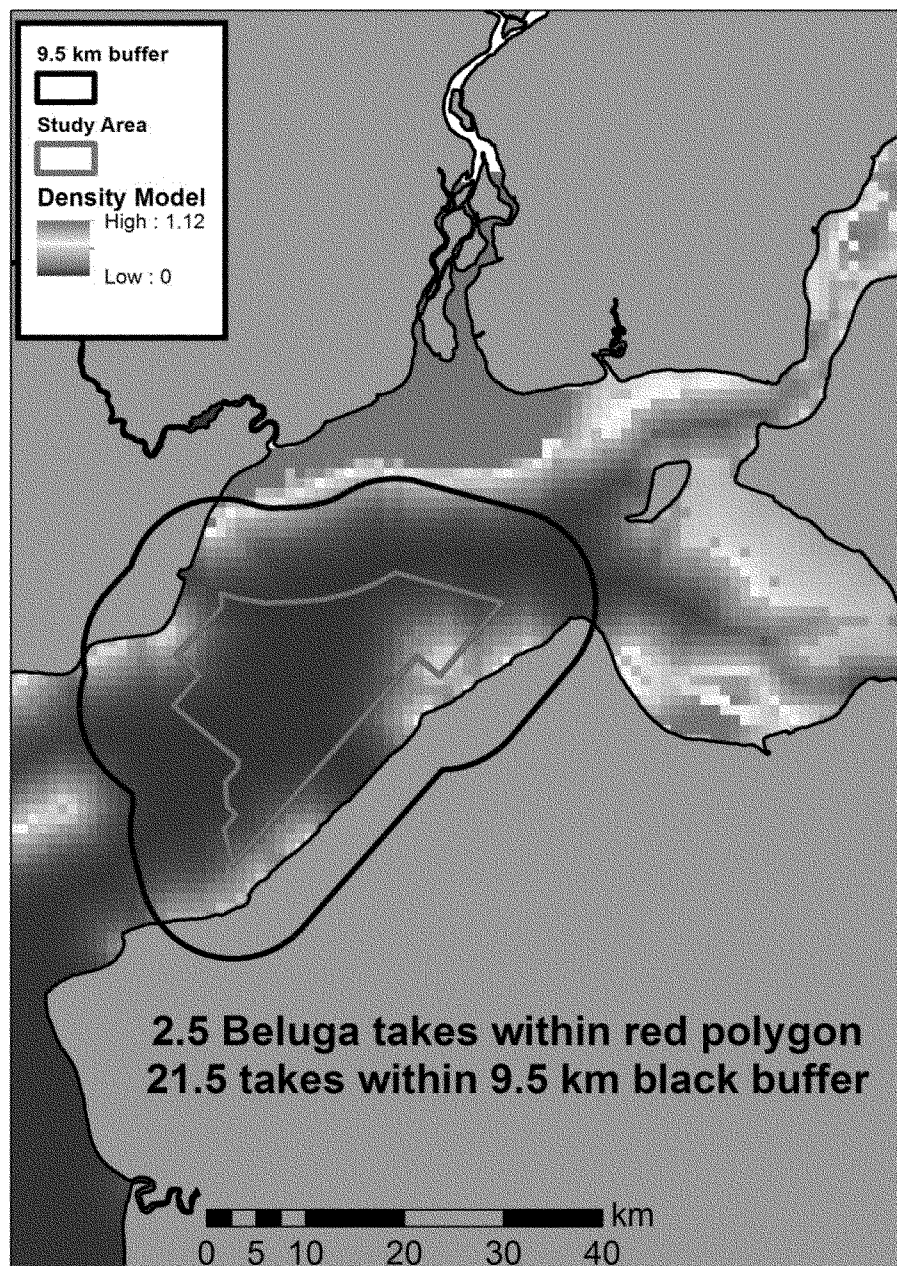 9.5 km buffer
Study Area
Density Model
High : 1.12
Low : 0
2.5 Beluga takes within red polygon
21.5 takes within 9.5 km black buffer
km
0 5 10 20 30 40